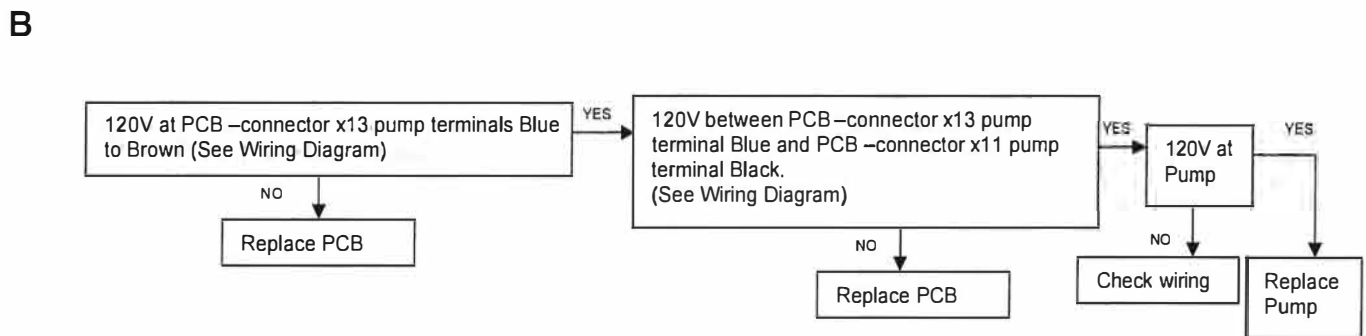 B
120V at PCB –connector x13 pump terminals Blue
to Brown (See Wiring Diagram)
YES
NO
Replace PCB
120V between PCB –connector x13 pump
terminal Blue and PCB –connector x11 pump
terminal Black.
(See Wiring Diagram)
YES
NO
Replace PCB
120V at
Pump
YES
NO
Check wiring
Replace
Pump